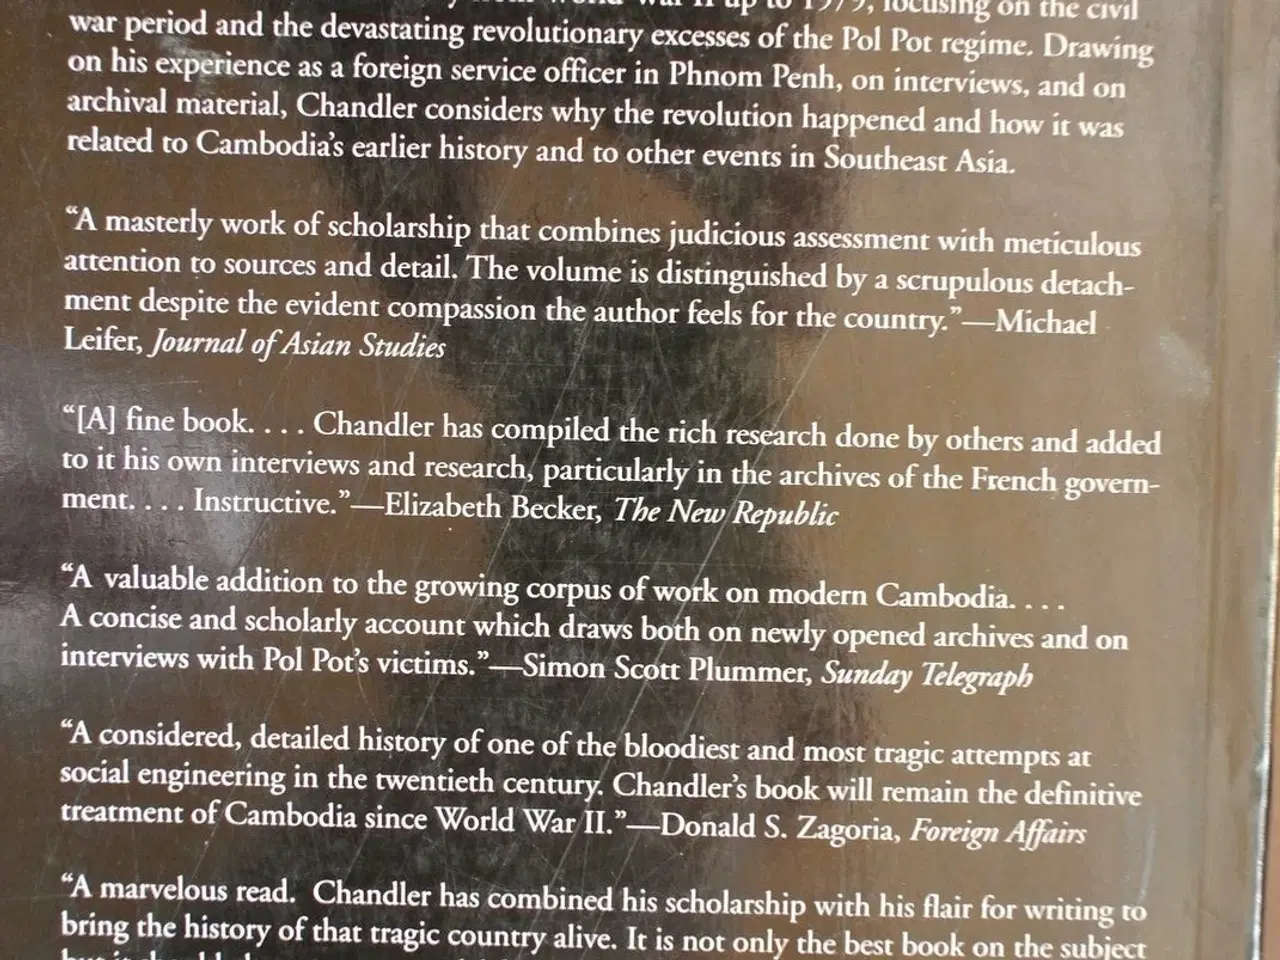 World War II up to 1979, focusing on the civil
war period and the devastating revolutionary excesses of the Pol Pot regime. Drawing
on his experience as a foreign service officer in Phnom Penh, on interviews, and on
archival material, Chandler considers why the revolution happened and how it was
related to Cambodia's earlier history and to other events in Southeast Asia.
“A masterly work of scholarship that combines judicious assessment with meticulous
attention to sources and detail. The volume is distinguished by a scrupulous detach-
ment despite the evident compassion the author feels for the country.”—Michael
Leifer, Journal of Asian Studies
“[A] fine book. . . . Chandler has compiled the rich research done by others and added
to it his own interviews and research, particularly in the archives of the French govern-
ment. . . . Instructive.”—Elizabeth Becker, The New Republic
“A valuable addition to the growing corpus of work on modern Cambodia. . . .
A concise and scholarly account which draws both on newly opened archives and on
interviews with Pol Pot's victims.”—Simon Scott Plummer, Sunday Telegraph
“A considered, detailed history of one of the bloodiest and most tragic attempts at
social engineering in the twentieth century. Chandler's book will remain the definitive
treatment of Cambodia since World War II.”—Donald S. Zagoria, Foreign Affairs
“A marvelous read. Chandler has combined his scholarship with his flair for writing to
bring the history of that tragic country alive. It is not only the best book on the subject